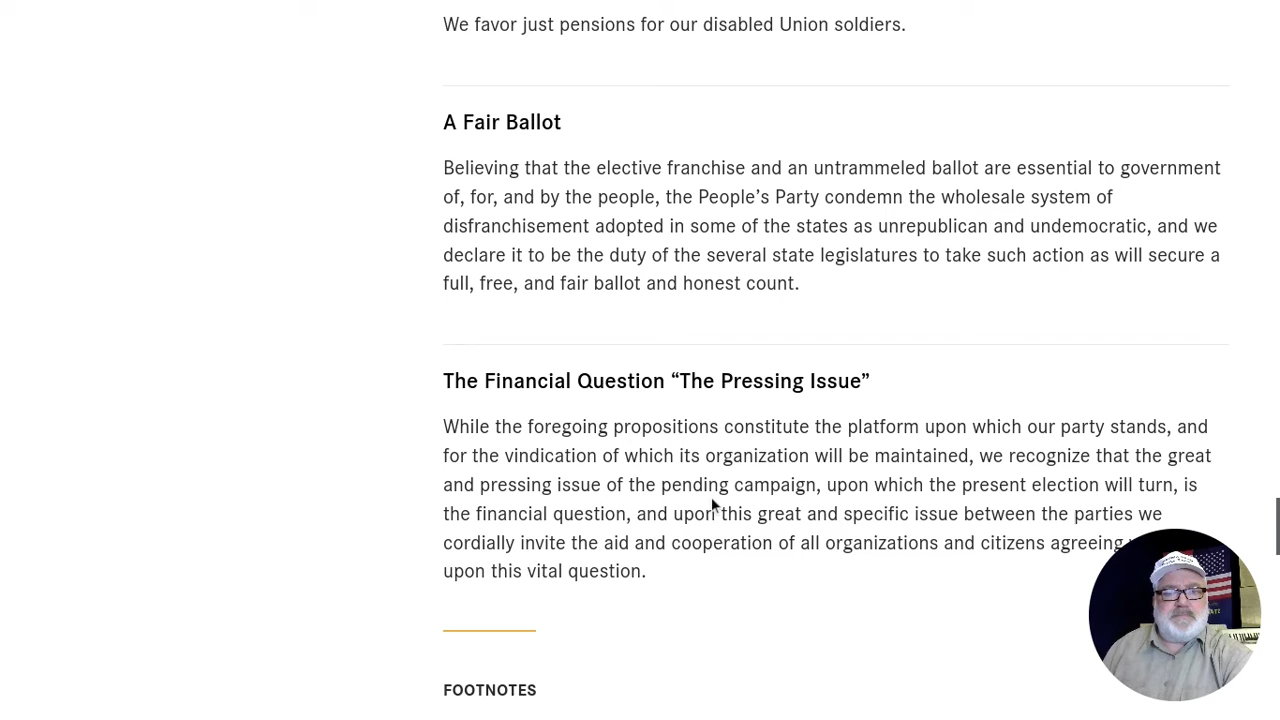 We favor just pensions for our disabled Union soldiers.
A Fair Ballot
Believing that the elective franchise and an untrammeled ballot are essential to government
of, for, and by the people, the People’s Party condemn the wholesale system of
disfranchisement adopted in some of the states as unrepublican and undemocratic, and we
declare it to be the duty of the several state legislatures to take such action as will secure a
full, free, and fair ballot and honest count.
The Financial Question “The Pressing Issue”
While the foregoing propositions constitute the platform upon which our party stands, and
for the vindication of which its organization will be maintained, we recognize that the great
and pressing issue of the pending campaign, upon which the present election will turn, is
the financial question, and upon this great and specific issue between the parties we
cordially invite the aid and cooperation of all organizations and citizens agreeing
upon this vital question.
FOOTNOTES